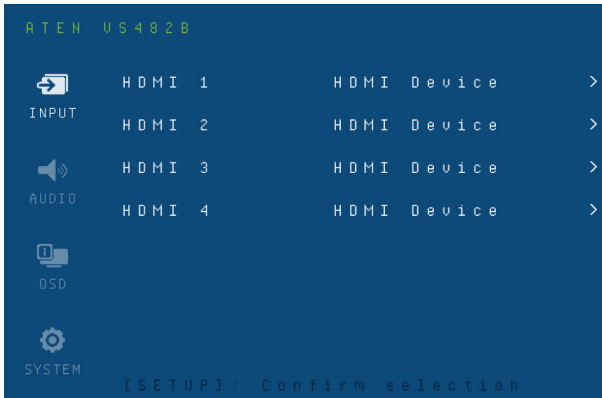 ATEN VS482B
INPUT
HDMI 1 HDMI Device >
HDMI 2 HDMI Device >
HDMI 3 HDMI Device >
HDMI 4 HDMI Device >
AUDIO
i
OSD
SYSTEM
[SETUP]: Confirm selection